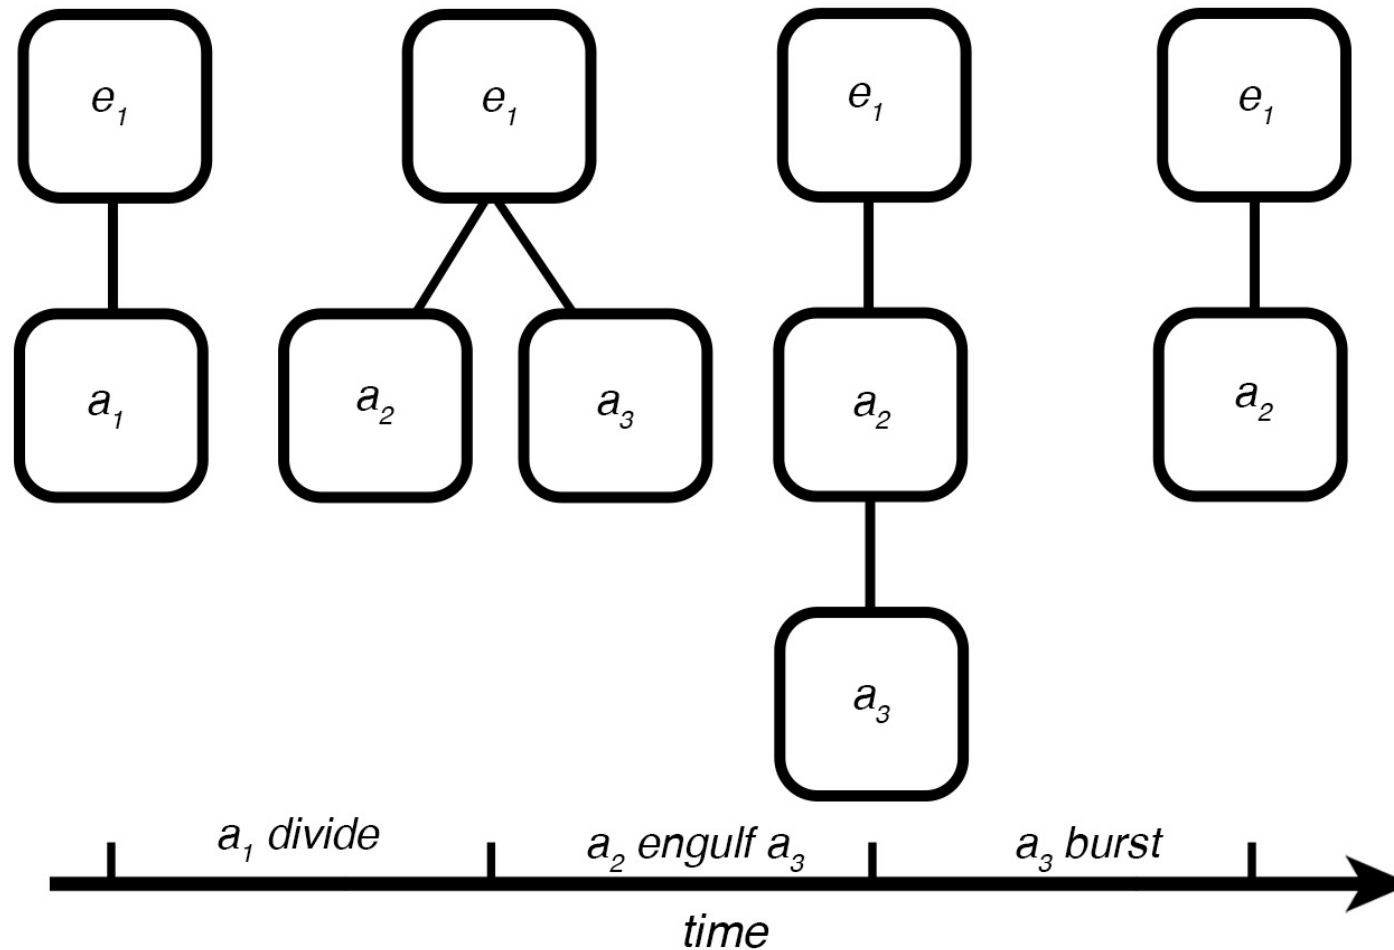 e₁ e₁ e₁ e₁
a₁ a₂ a₃ a₂ a₂
a₃
a₁ divide a₂ engulf a₃ a₃ burst
time